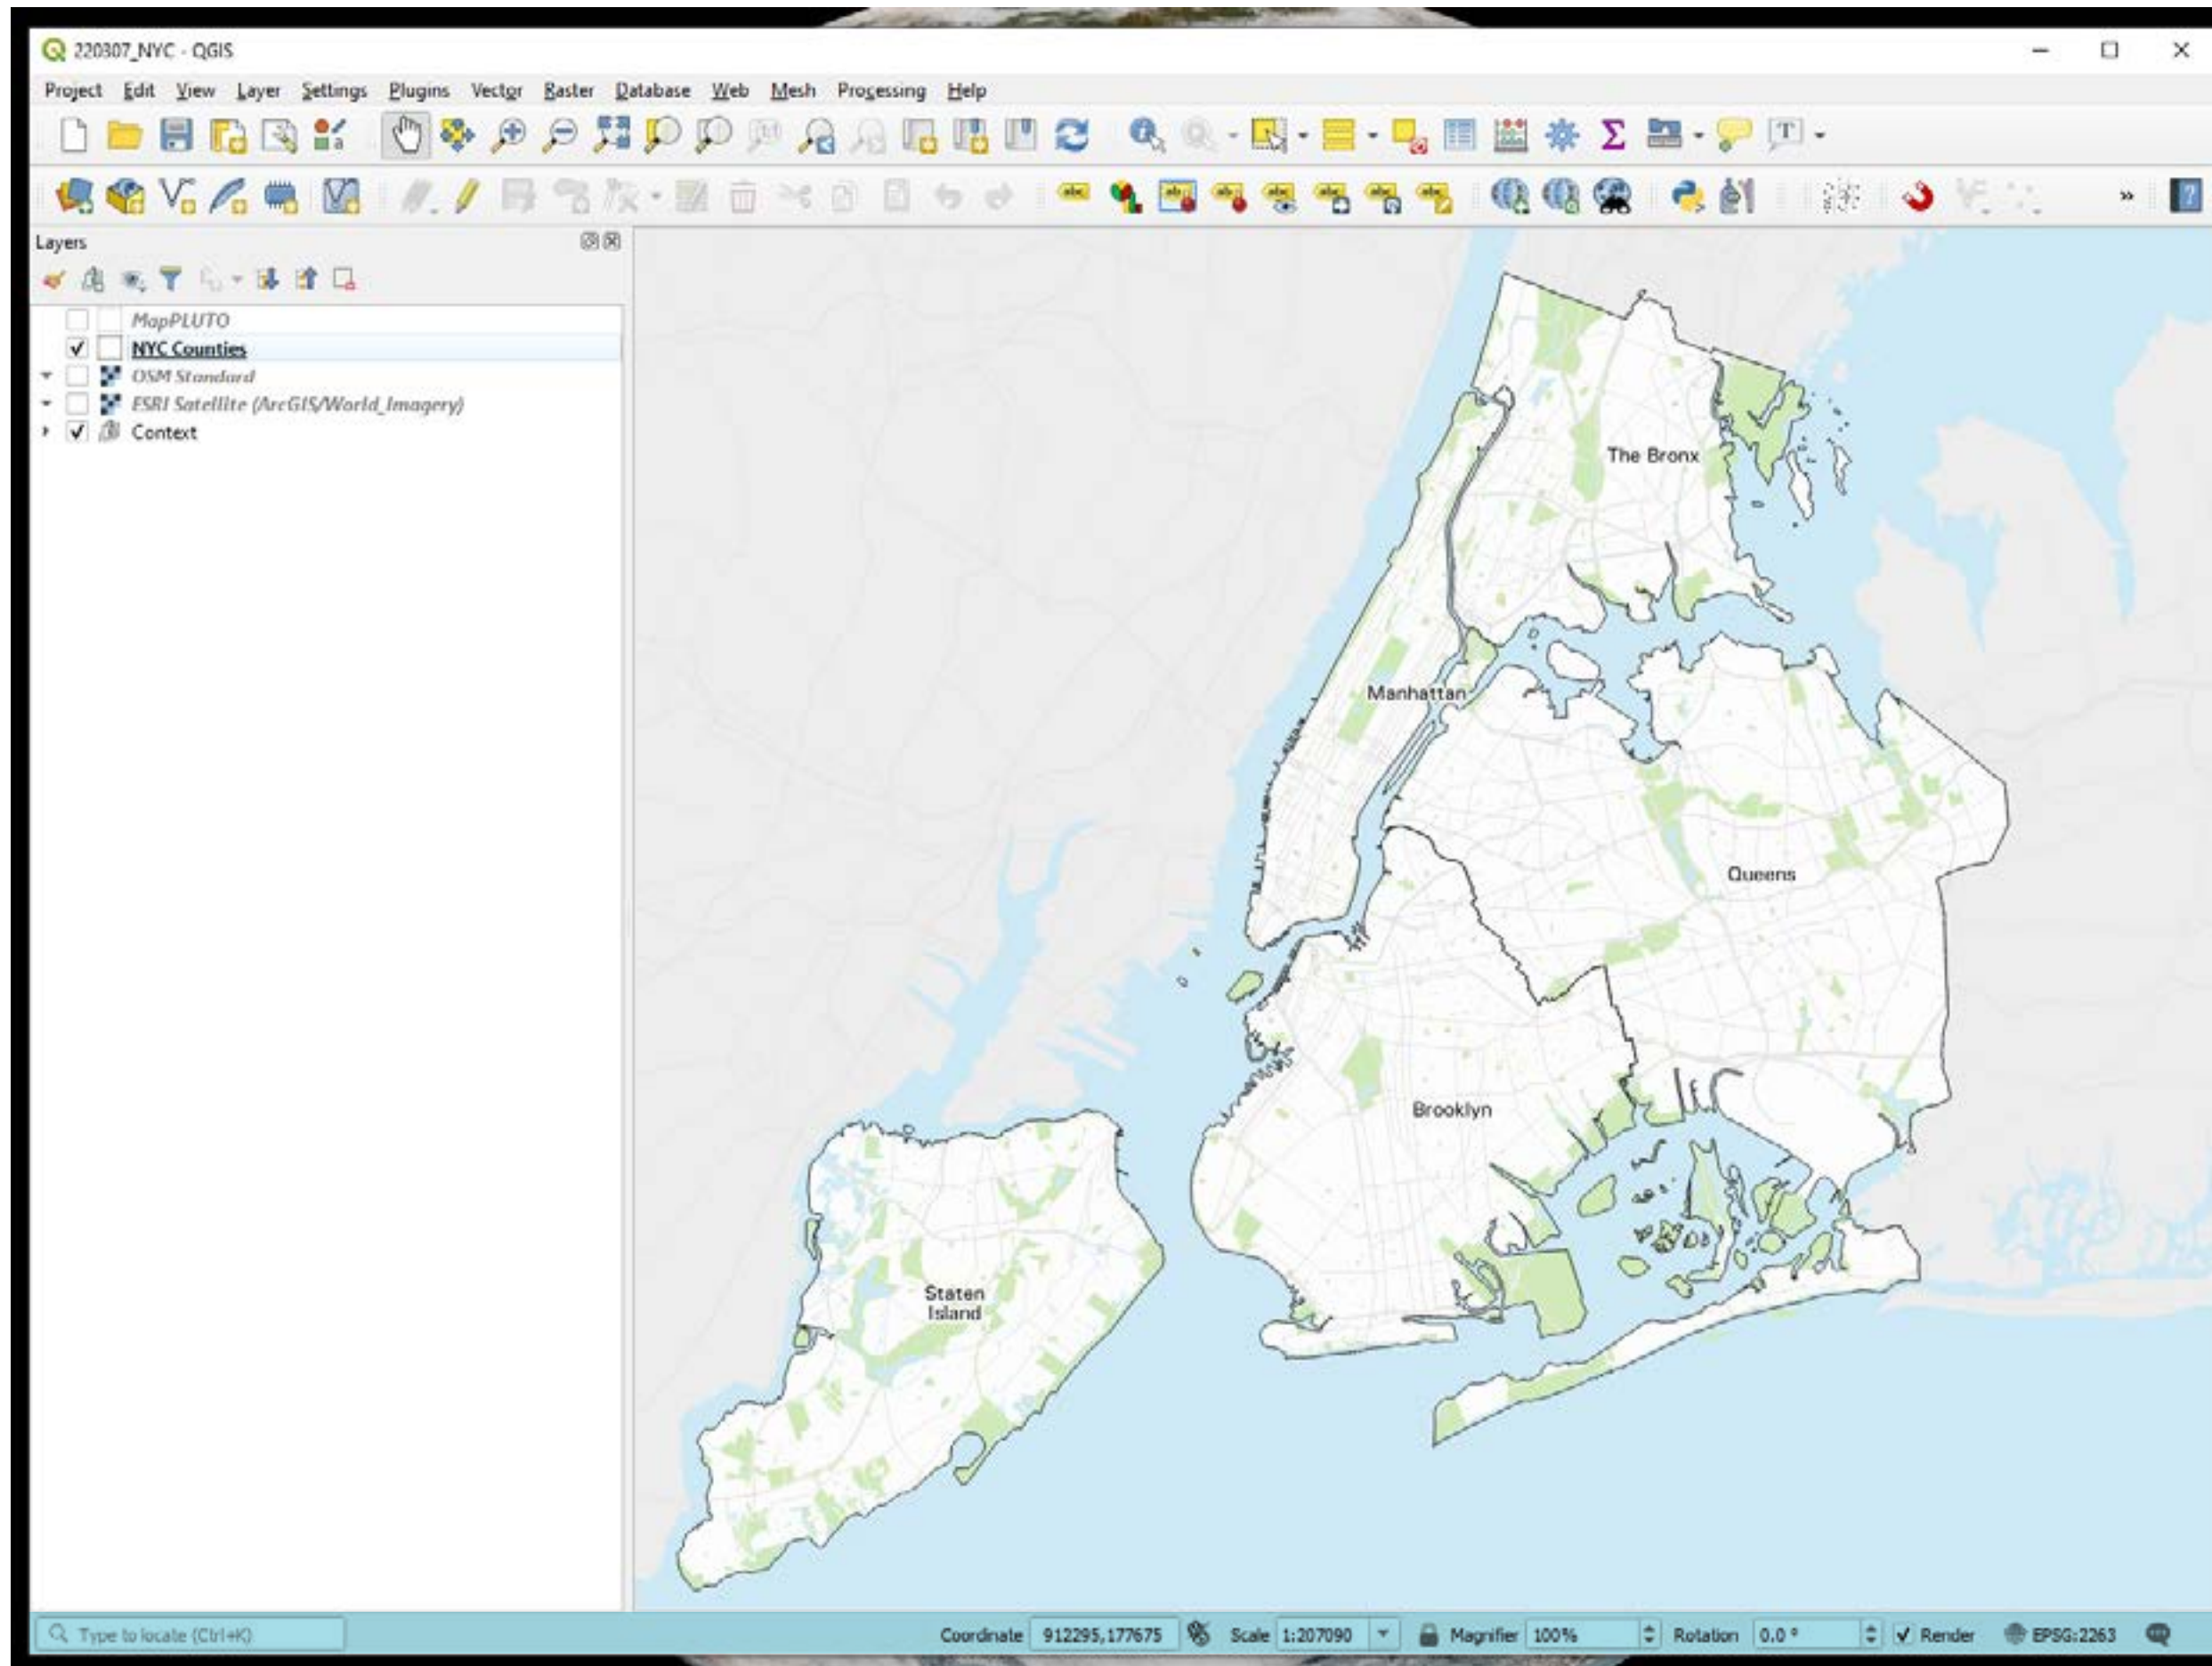 220307_NYC - QGIS
Project Edit View Layer Settings Plugins Vector Raster Database Web Mesh Processing Help
Layers
MapPLUTO
NYC Counties
OSM Standard
ESRI Satellite (ArcGIS/World_Imagery)
Context
The Bronx
Manhattan
Queens
Brooklyn
Staten
Island
Type to locate (Ctrl+K) Coordinate 912295,177675 Scale 1:207090 Magnifier 100% Rotation 0.0 ° Render EPSG:2263